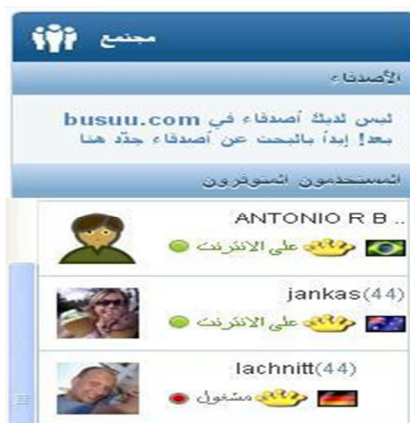 مجتمع
الأصدقاء
ليس لديك أصدقاء في busuu.com
بعد! إبدأ بالبحث عن أصدقاء جدد هنا
المستخدمون المتوفرون
ANTONIO R B ..
على الانترنت
jankas(44)
على الانترنت
lachnitt(44)
مشغول